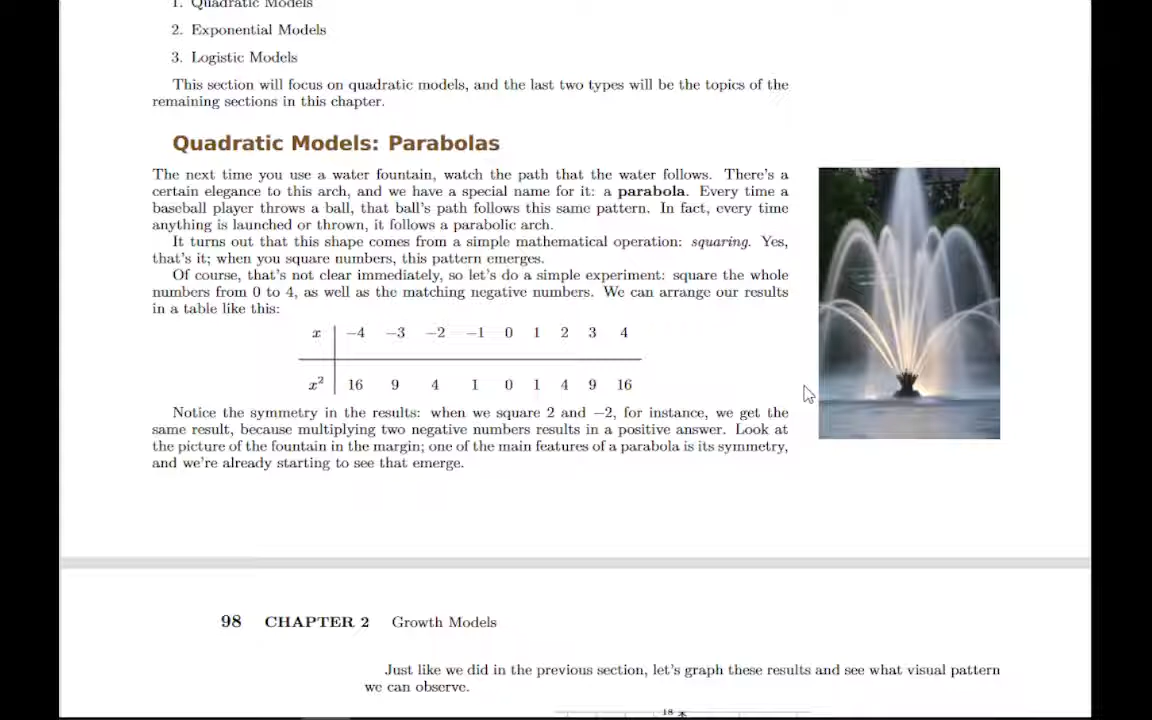 1. Quadratic Models
2. Exponential Models
3. Logistic Models
This section will focus on quadratic models, and the last two types will be the topics of the
remaining sections in this chapter.
Quadratic Models: Parabolas
The next time you use a water fountain, watch the path that the water follows. There's a
certain elegance to this arch, and we have a special name for it: a parabola. Every time a
baseball player throws a ball, that ball's path follows this same pattern. In fact, every time
anything is launched or thrown, it follows a parabolic arch.
It turns out that this shape comes from a simple mathematical operation: squaring. Yes,
that's it; when you square numbers, this pattern emerges.
Of course, that's not clear immediately, so let's do a simple experiment: square the whole
numbers from 0 to 4, as well as the matching negative numbers. We can arrange our results
in a table like this:
x −4 −3 −2 −1 0 1 2 3 4
x² 16 9 4 1 0 1 4 9 16
Notice the symmetry in the results: when we square 2 and −2, for instance, we get the
same result, because multiplying two negative numbers results in a positive answer. Look at
the picture of the fountain in the margin; one of the main features of a parabola is its symmetry,
and we're already starting to see that emerge.
98 CHAPTER 2 Growth Models
Just like we did in the previous section, let's graph these results and see what visual pattern
we can observe.
18